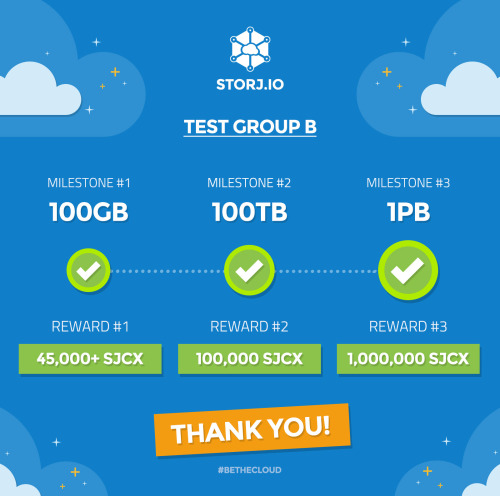 STORJ.IO
TEST GROUP B
MILESTONE #1
MILESTONE #2
MILESTONE #3
100GB
100TB
1PB
REWARD #1
REWARD #2
REWARD #3
45,000+ SJCX
100,000 SJCX
1,000,000 SJCX
THANK YOU!
#BETHECLOUD